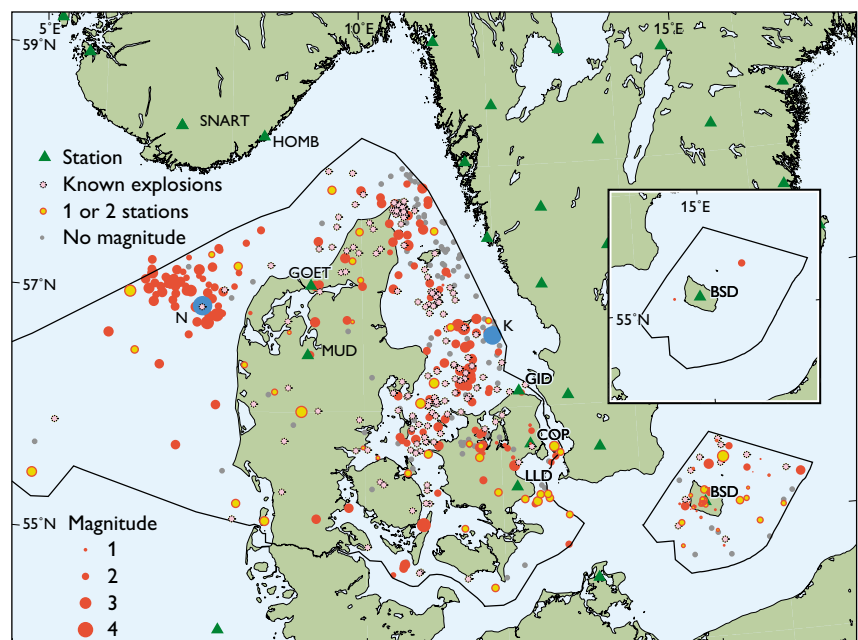 5˚E
10˚E
15˚E
59˚N
SNART
HOMB
Station
Known explosions
1 or 2 stations
No magnitude
15˚E
57˚N
GOET
BSD
N
K
55˚N
MUD
GID
COP
LLD
BSD
55˚N
Magnitude
1
2
3
4